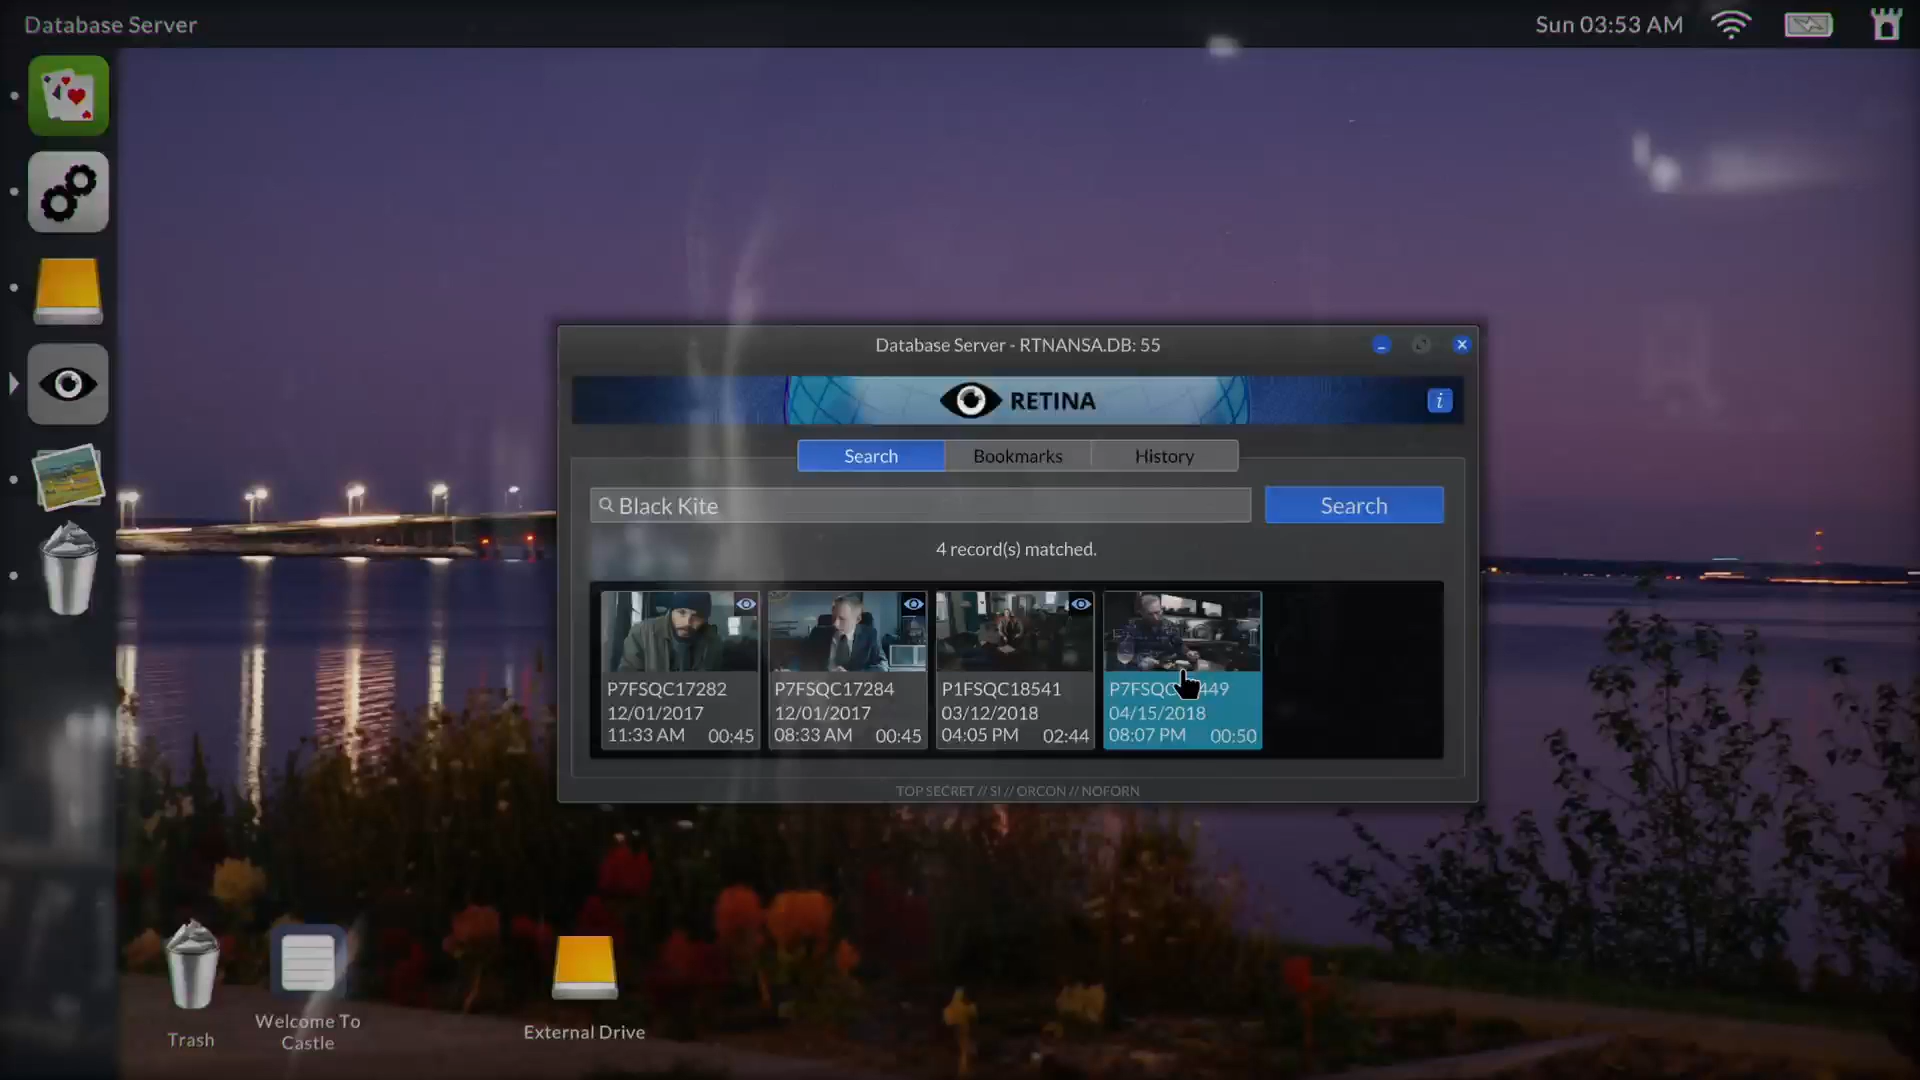 Database Server
Sun 03:53 AM
Database Server - RTNANSA.DB: 55
RETINA
i
Search
Bookmarks
History
Black Kite
Search
4 record(s) matched.
P7FSQC17282
12/01/2017
11:33 AM 00:45
P7FSQC17284
12/01/2017
08:33 AM 00:45
P1FSQC18541
03/12/2018
04:05 PM 02:44
04/15/2018
08:07 PM 00:50
TOP SECRET // SI // ORCON // NOFORN
Trash
Welcome To
Castle
External Drive